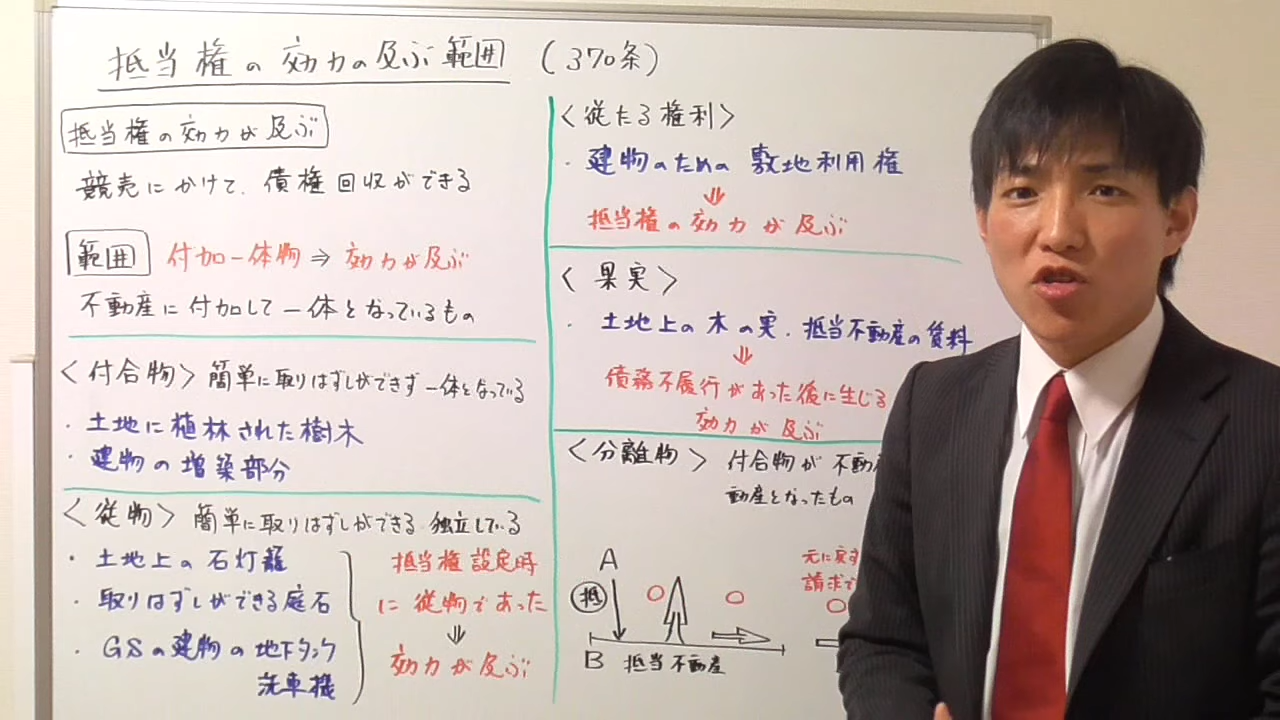 抵当権の効力の及ぶ範囲 (370条)
抵当権の効力が及ぶ
競売にかけて、債権回収ができる
範囲 付加一体物⇒効力が及ぶ
不動産に付加して一体となっているもの
〈付合物〉簡単に取りはずしができず一体となっている
・土地に植林された樹木
・建物の増築部分
〈従物〉簡単に取りはずしができる 独立している
・土地上の石灯籠
・取りはずしができる庭石
・GSの建物の地下タンク
洗車機
抵当権設定時
に従物であった
⇓
効力が及ぶ
〈従たる権利〉
・建物のための敷地利用権
⇓
抵当権の効力が及ぶ
〈果実〉
・土地上の木の実、抵当不動産の賃料
⇓
債務不履行があった後に生じる
効力が及ぶ
〈分離物〉付合物が不動
動産となったもの
元に戻す
請求で
A
抵 ○ ○ ○
B 抵当不動産